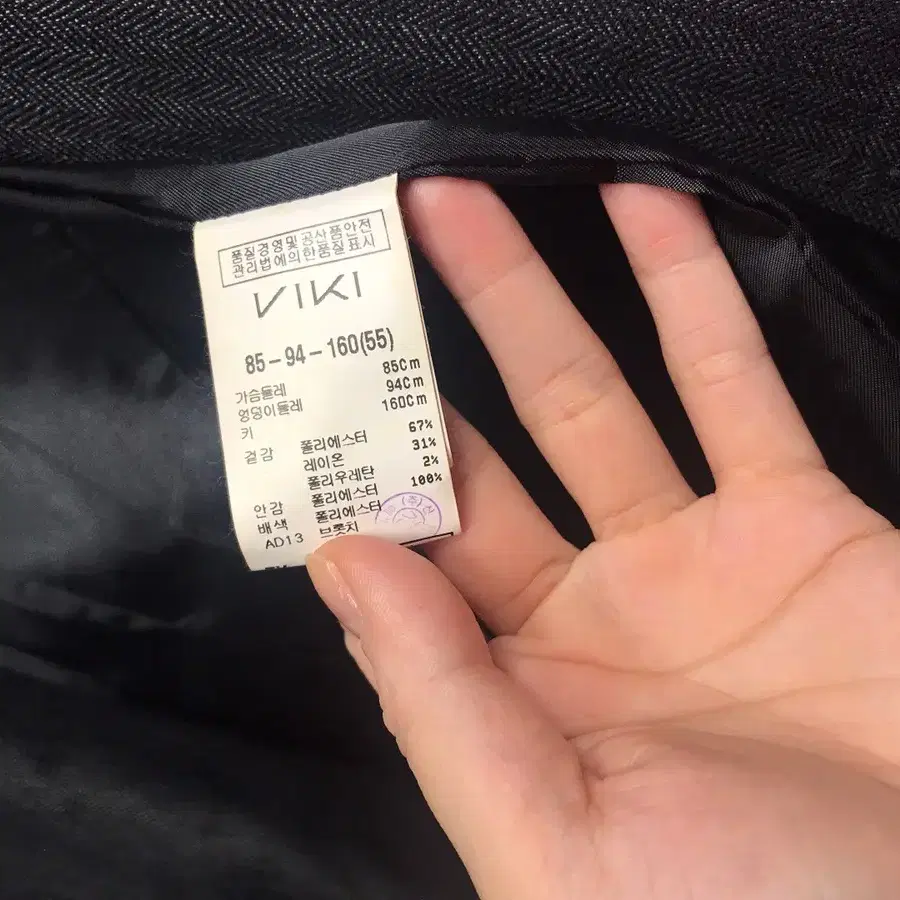 품질경영및 공산품안전
관리법에의한품질표시
VIKI
85-94-160(55)
가슴둘레 85Cm
엉덩이둘레 94Cm
키 160Cm
겉감 폴리에스터 67%
레이온 31%
폴리우레탄 2%
안감 폴리에스터 100%
배색 폴리에스터
AD13 브롯치